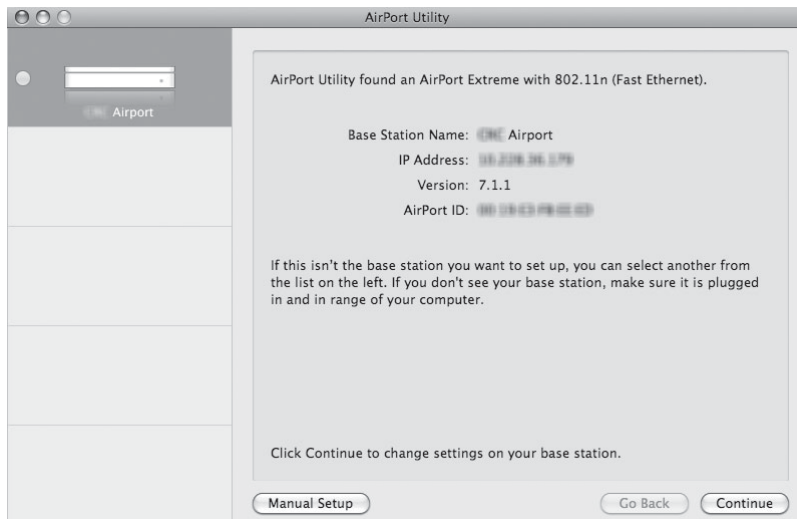 AirPort Utility
Airport
AirPort Utility found an AirPort Extreme with 802.11n (Fast Ethernet).
Base Station Name: Airport
IP Address:
Version: 7.1.1
AirPort ID:
If this isn't the base station you want to set up, you can select another from
the list on the left. If you don't see your base station, make sure it is plugged
in and in range of your computer.
Click Continue to change settings on your base station.
Manual Setup
Go Back
Continue